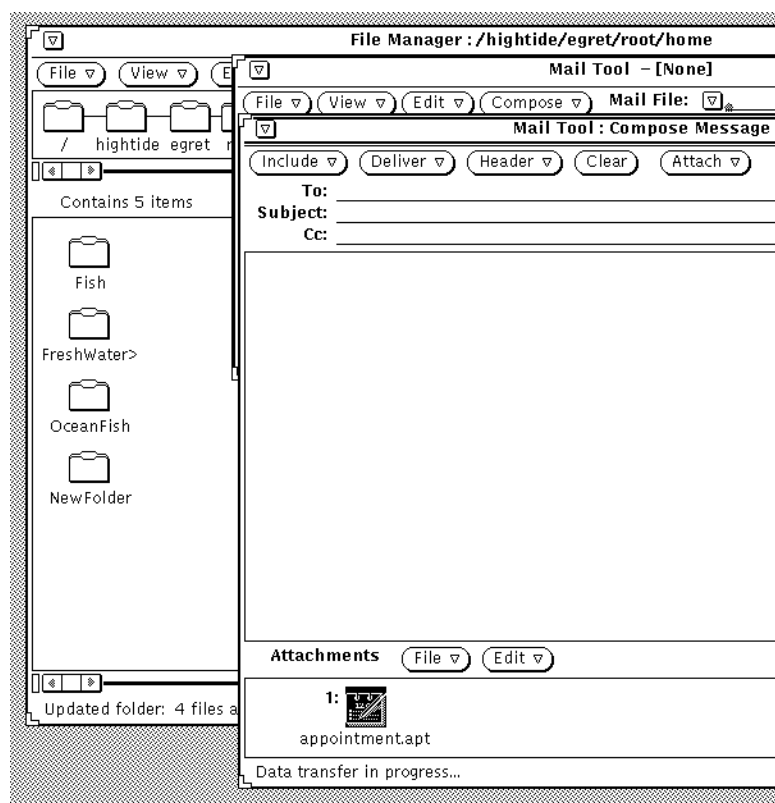 File Manager : /hightide/egret/root/home
File View
/ hightide egret
Contains 5 items
Fish
FreshWater>
OceanFish
NewFolder
Updated folder: 4 files
Mail Tool - [None]
File View Edit Compose Mail File:
Mail Tool : Compose Message
Include Deliver Header Clear Attach
To:
Subject:
Cc:
Attachments File Edit
1:
appointment.apt
Data transfer in progress...